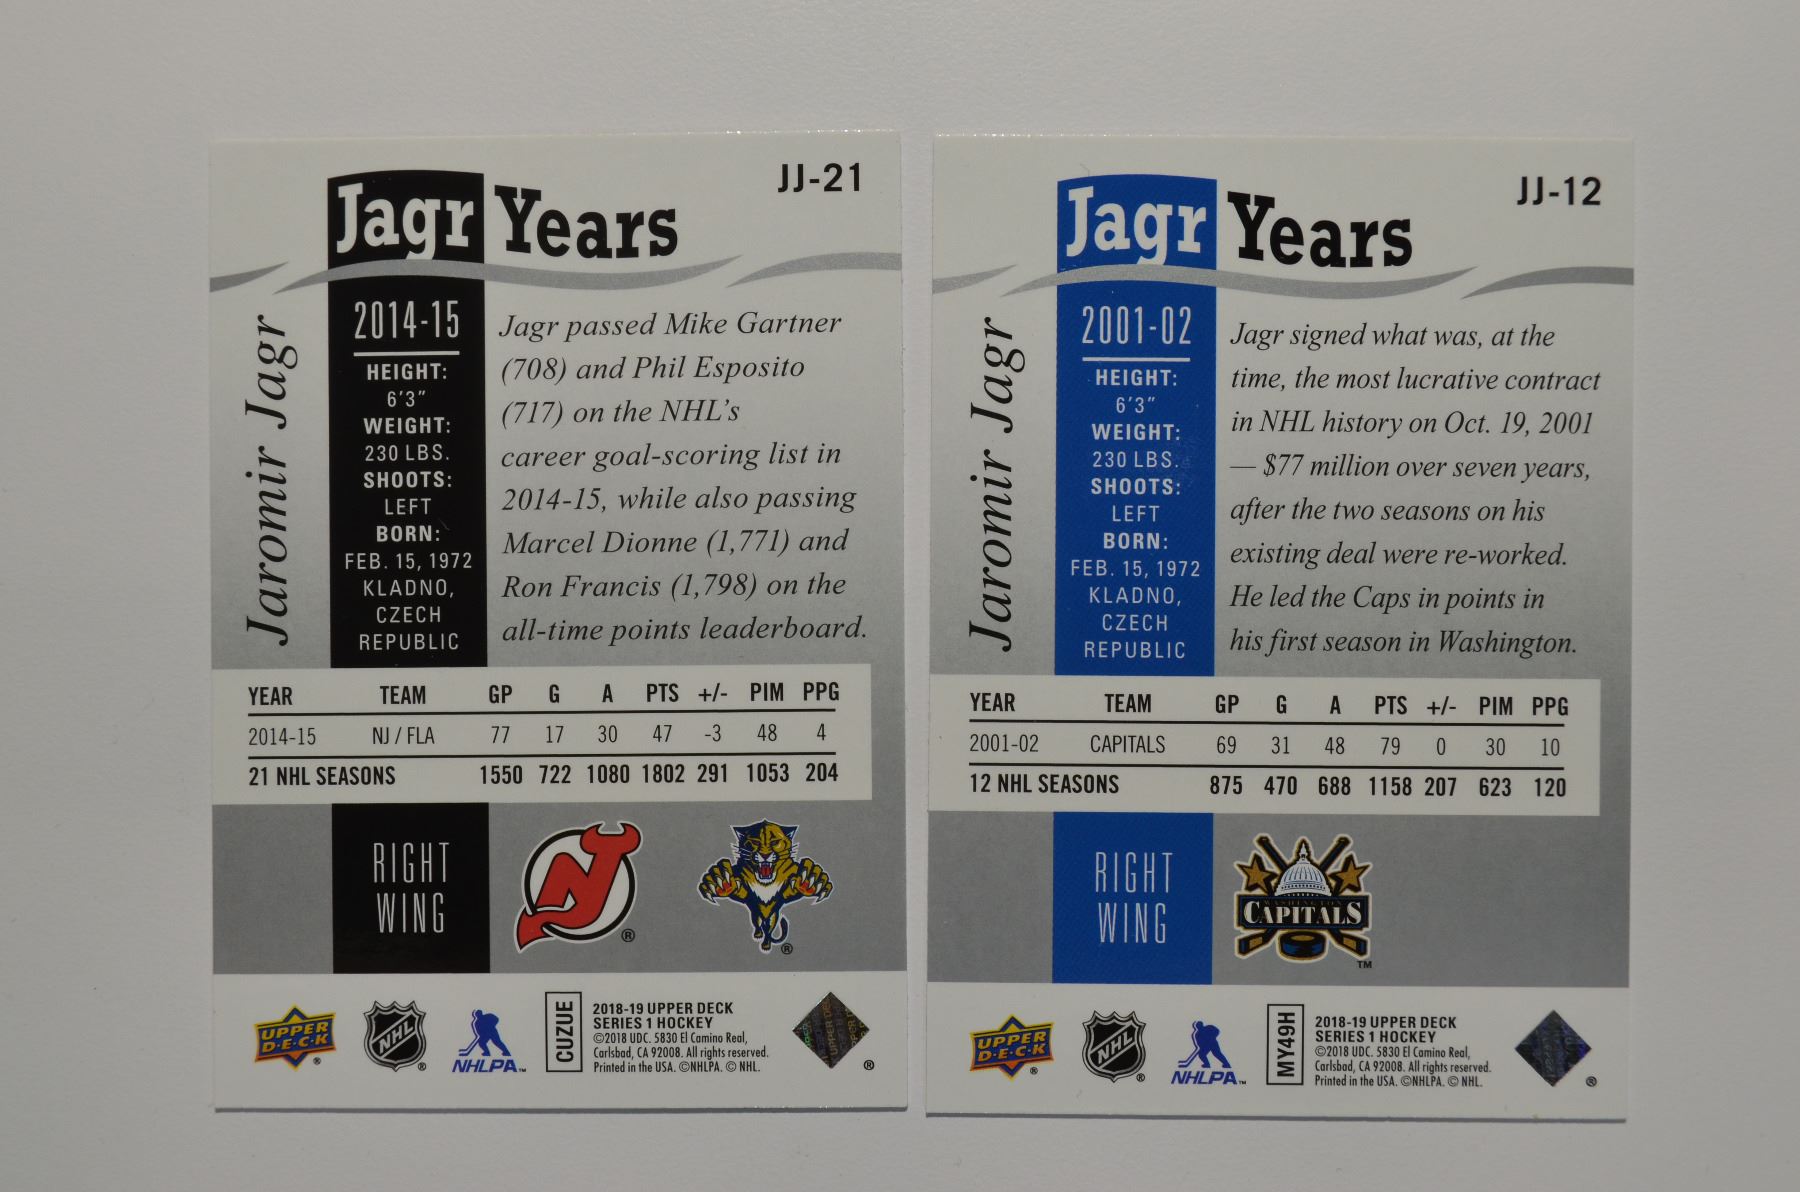 JJ-21
Jagr Years
Jaromir Jagr
2014-15
HEIGHT:
6'3"
WEIGHT:
230 LBS.
SHOOTS:
LEFT
BORN:
FEB. 15, 1972
KLADNO,
CZECH
REPUBLIC
Jagr passed Mike Gartner
(708) and Phil Esposito
(717) on the NHL's
career goal-scoring list in
2014-15, while also passing
Marcel Dionne (1,771) and
Ron Francis (1,798) on the
all-time points leaderboard.
YEAR TEAM GP G A PTS +/- PIM PPG
2014-15 NJ / FLA 77 17 30 47 -3 48 4
21 NHL SEASONS 1550 722 1080 1802 291 1053 204
RIGHT
WING
®
®
UPPER
D·E·C·K
®
NHL
®
NHLPA™
CUZUE
2018-19 UPPER DECK
SERIES 1 HOCKEY
©2018 UDC. 5830 El Camino Real,
Carlsbad, CA 92008. All rights reserved.
Printed in the USA. ©NHLPA. © NHL.
®
JJ-12
Jagr Years
Jaromir Jagr
2001-02
HEIGHT:
6'3"
WEIGHT:
230 LBS.
SHOOTS:
LEFT
BORN:
FEB. 15, 1972
KLADNO,
CZECH
REPUBLIC
Jagr signed what was, at the
time, the most lucrative contract
in NHL history on Oct. 19, 2001
— $77 million over seven years,
after the two seasons on his
existing deal were re-worked.
He led the Caps in points in
his first season in Washington.
YEAR TEAM GP G A PTS +/- PIM PPG
2001-02 CAPITALS 69 31 48 79 0 30 10
12 NHL SEASONS 875 470 688 1158 207 623 120
RIGHT
WING
WASHINGTON
CAPITALS
TM
UPPER
D·E·C·K
®
NHL
®
NHLPA™
MY49H
2018-19 UPPER DECK
SERIES 1 HOCKEY
©2018 UDC. 5830 El Camino Real,
Carlsbad, CA 92008. All rights reserved.
Printed in the USA. ©NHLPA. © NHL.
®